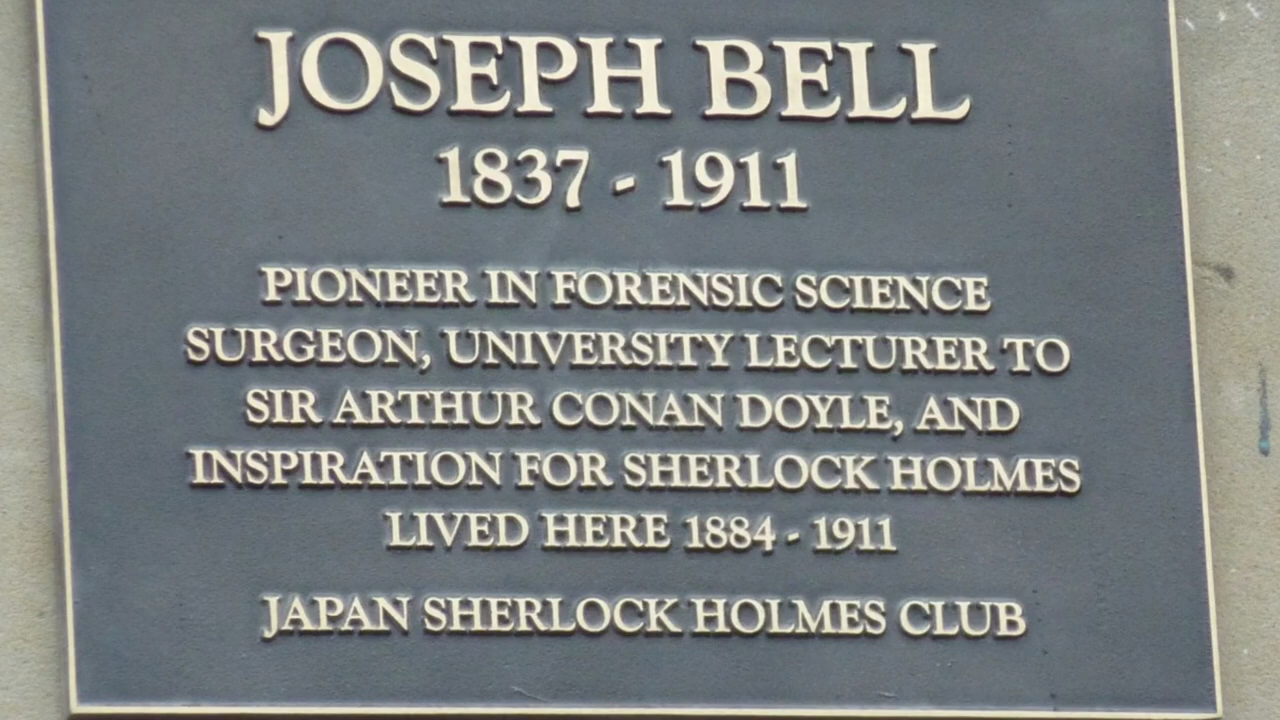 JOSEPH BELL
1837 - 1911
PIONEER IN FORENSIC SCIENCE
SURGEON, UNIVERSITY LECTURER TO
SIR ARTHUR CONAN DOYLE, AND
INSPIRATION FOR SHERLOCK HOLMES
LIVED HERE 1884 - 1911
JAPAN SHERLOCK HOLMES CLUB